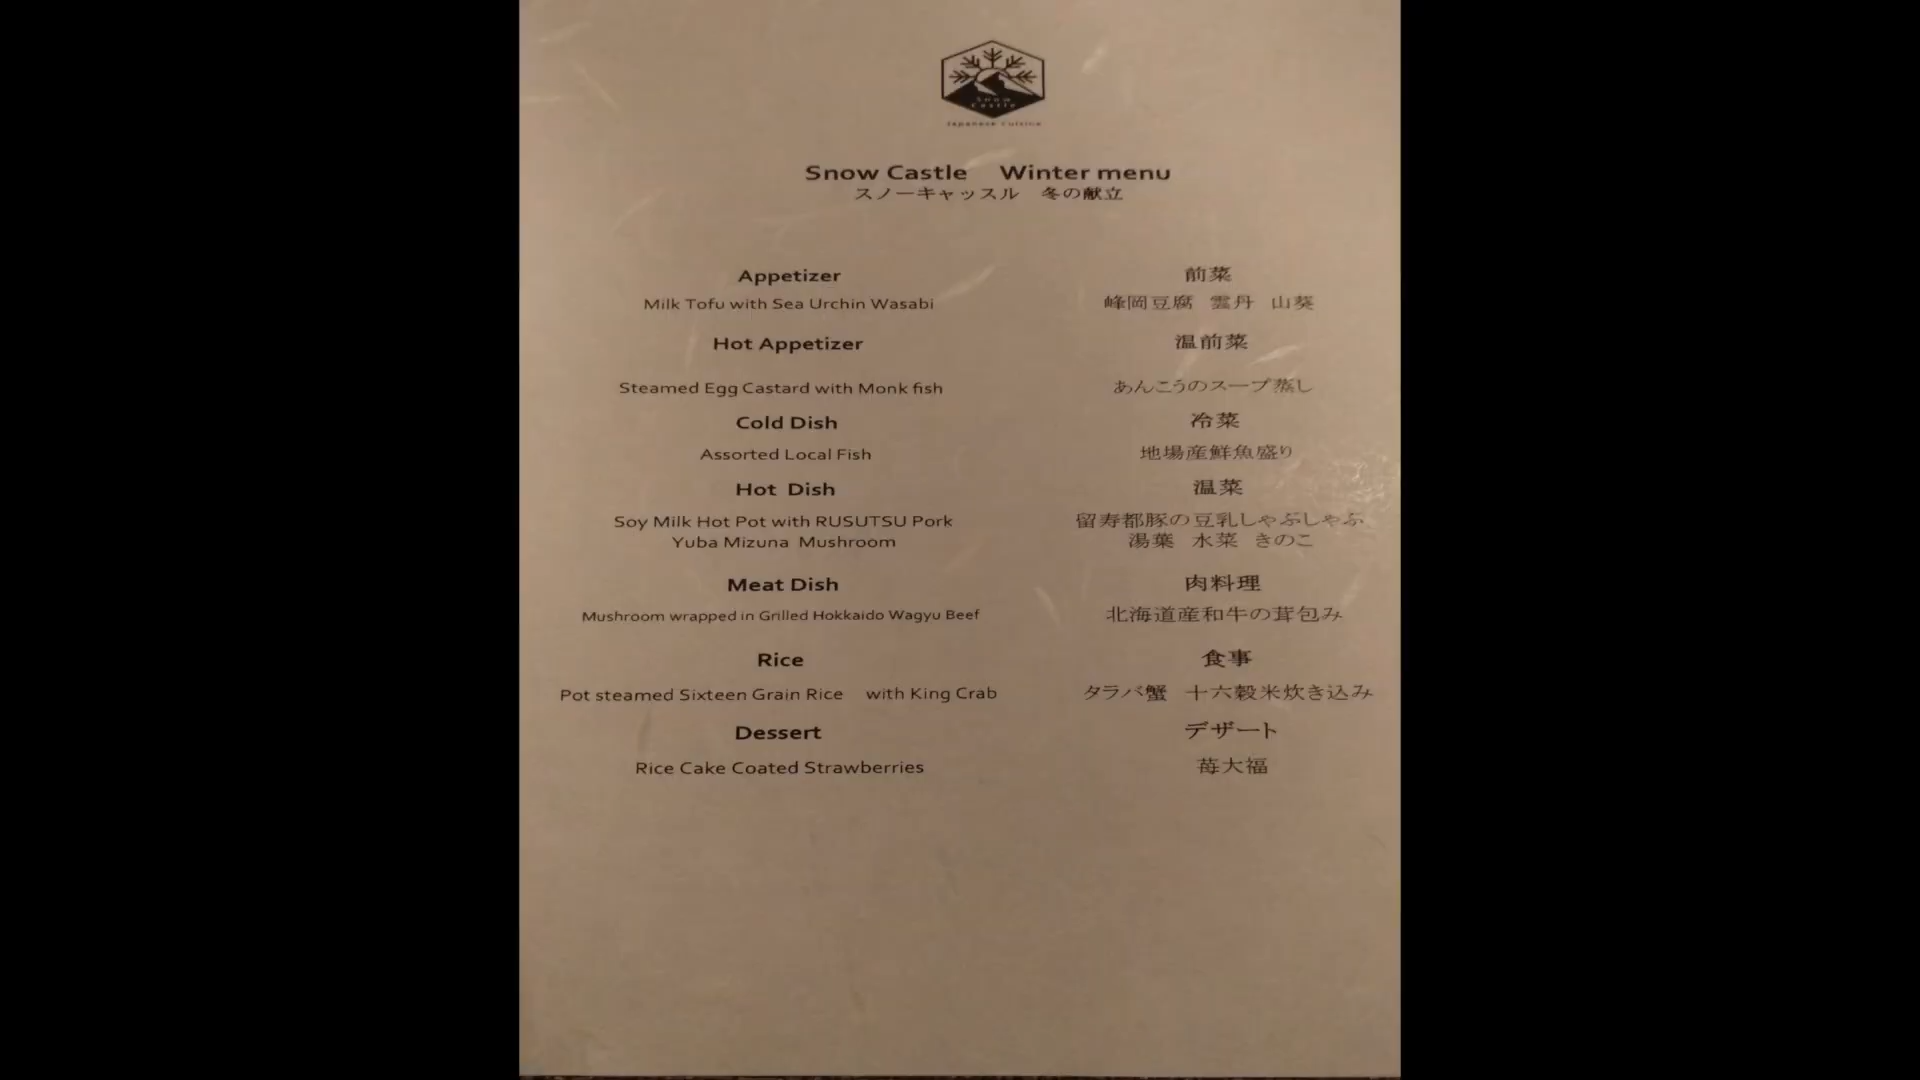 Snow Castle
Japanese Cuisine
Snow Castle Winter menu
スノーキャッスル 冬の献立
Appetizer 前菜
Milk Tofu with Sea Urchin Wasabi 峰岡豆腐 雲丹 山葵
Hot Appetizer 温前菜
Steamed Egg Castard with Monk fish あんこうのスープ蒸し
Cold Dish 冷菜
Assorted Local Fish 地場産鮮魚盛り
Hot Dish 温菜
Soy Milk Hot Pot with RUSUTSU Pork 留寿都豚の豆乳しゃぶしゃぶ
Yuba Mizuna Mushroom 湯葉 水菜 きのこ
Meat Dish 肉料理
Mushroom wrapped in Grilled Hokkaido Wagyu Beef 北海道産和牛の茸包み
Rice 食事
Pot steamed Sixteen Grain Rice with King Crab タラバ蟹 十六穀米炊き込み
Dessert デザート
Rice Cake Coated Strawberries 苺大福